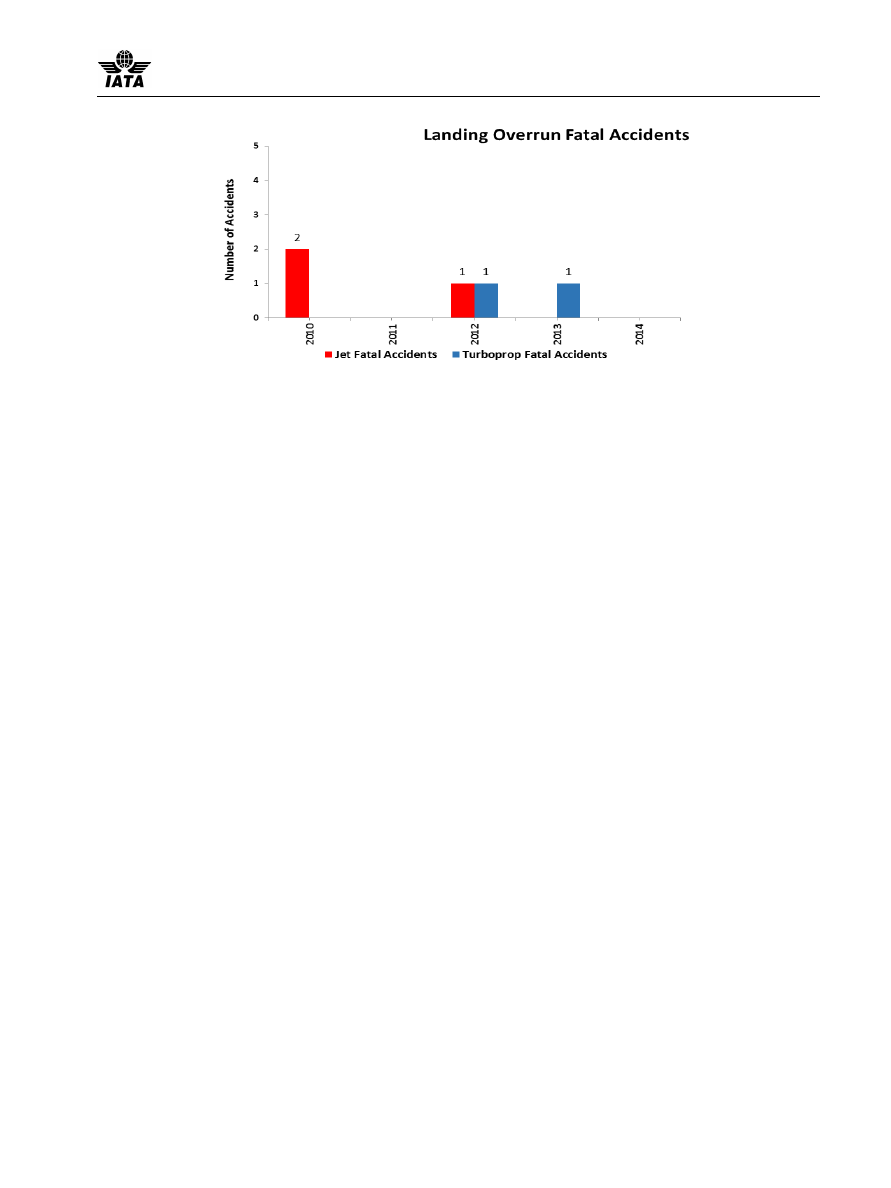 IATA
Landing Overrun Fatal Accidents
Number of Accidents
5
4
3
2
1
0
2
1 1
1
2010 2011 2012 2013 2014
Jet Fatal Accidents Turboprop Fatal Accidents